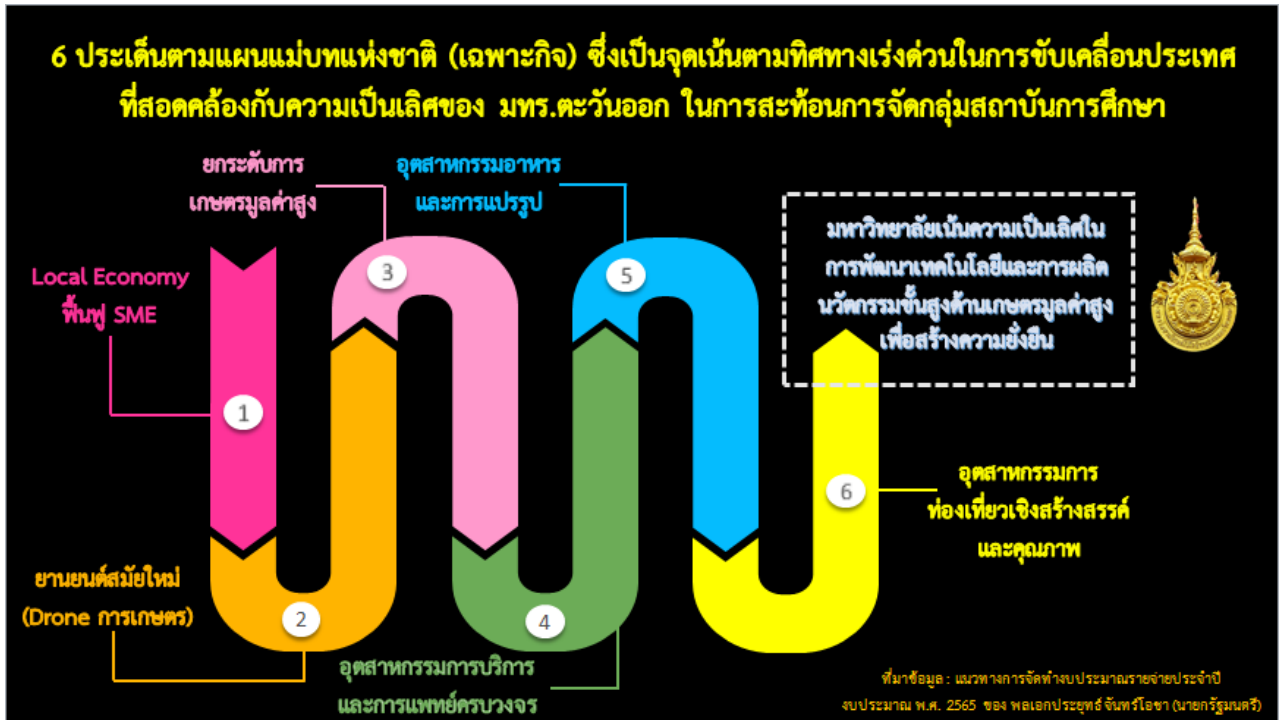 6 ประเด็นตามแผนแม่บทแห่งชาติ (เฉพาะกิจ) ซึ่งเป็นจุดเน้นตามทิศทางเร่งด่วนในการขับเคลื่อนประเทศ
ที่สอดคล้องกับความเป็นเลิศของ มทร.ตะวันออก ในการสะท้อนการจัดกลุ่มสถาบันการศึกษา
Local Economy
ฟื้นฟู SME
1
ยานยนต์สมัยใหม่
(Drone การเกษตร)
2
ยกระดับการ
เกษตรมูลค่าสูง
3
อุตสาหกรรมการบริการ
และการแพทย์ครบวงจร
4
อุตสาหกรรมอาหาร
และการแปรรูป
5
อุตสาหกรรมการ
ท่องเที่ยวเชิงสร้างสรรค์
และคุณภาพ
6
มหาวิทยาลัยเน้นความเป็นเลิศใน
การพัฒนาเทคโนโลยีและการผลิต
นวัตกรรมขั้นสูงด้านเกษตรมูลค่าสูง
เพื่อสร้างความยั่งยืน
ที่มาข้อมูล : แนวทางการจัดทำงบประมาณรายจ่ายประจำปี
งบประมาณ พ.ศ. 2565 ของ พลเอกประยุทธ์ จันทร์โอชา (นายกรัฐมนตรี)